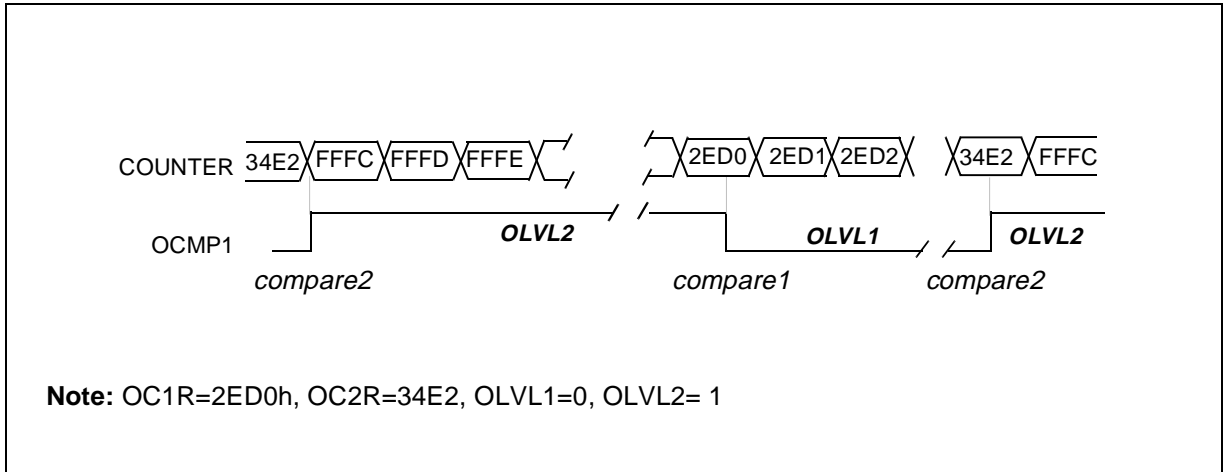 COUNTER 34E2 FFFC FFFD FFFE 2ED0 2ED1 2ED2 34E2 FFFC
OCMP1 OLVL2 OLVL1 OLVL2
compare2 compare1 compare2
Note: OC1R=2ED0h, OC2R=34E2, OLVL1=0, OLVL2= 1